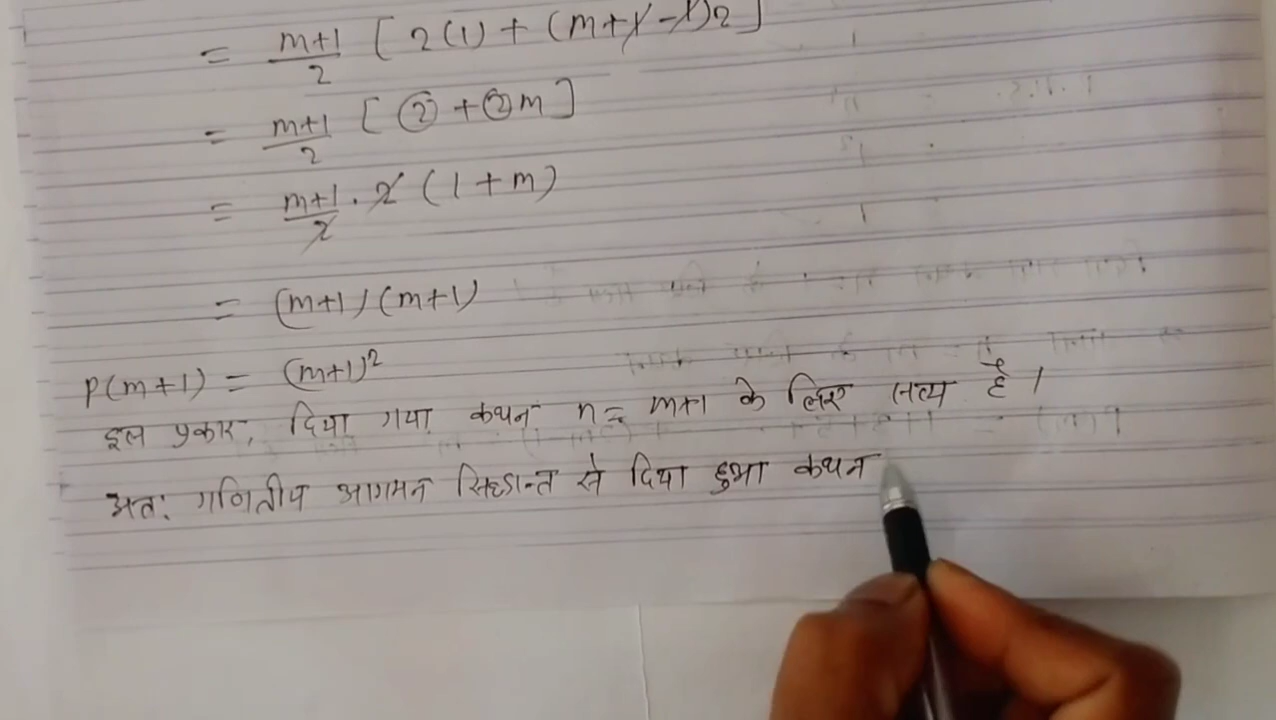 = m+1/2 [ 2(1) + (m+1-1)2 ]
= m+1/2 [ 2 + 2m ]
= m+1/2 . 2 (1+m)
= (m+1)(m+1)
P(m+1) = (m+1)²
इस प्रकार, दिया गया कथन n = m+1 के लिए सत्य है ।
अत: गणितीय आगमन सिद्धान्त से दिया हुआ कथन